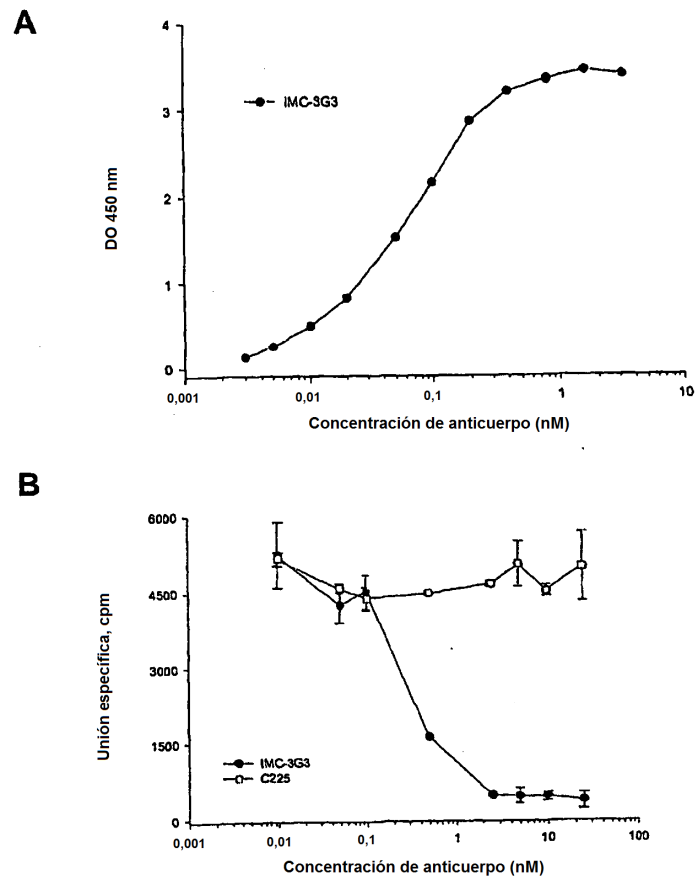 A
4
3
2
1
0
DO 450 nm
IMC-3G3
0,001
0,01
0,1
1
10
Concentración de anticuerpo (nM)
B
6000
4500
3000
1500
0
Unión específica, cpm
IMC-3G3
C225
0,001
0,01
0,1
1
10
100
Concentración de anticuerpo (nM)